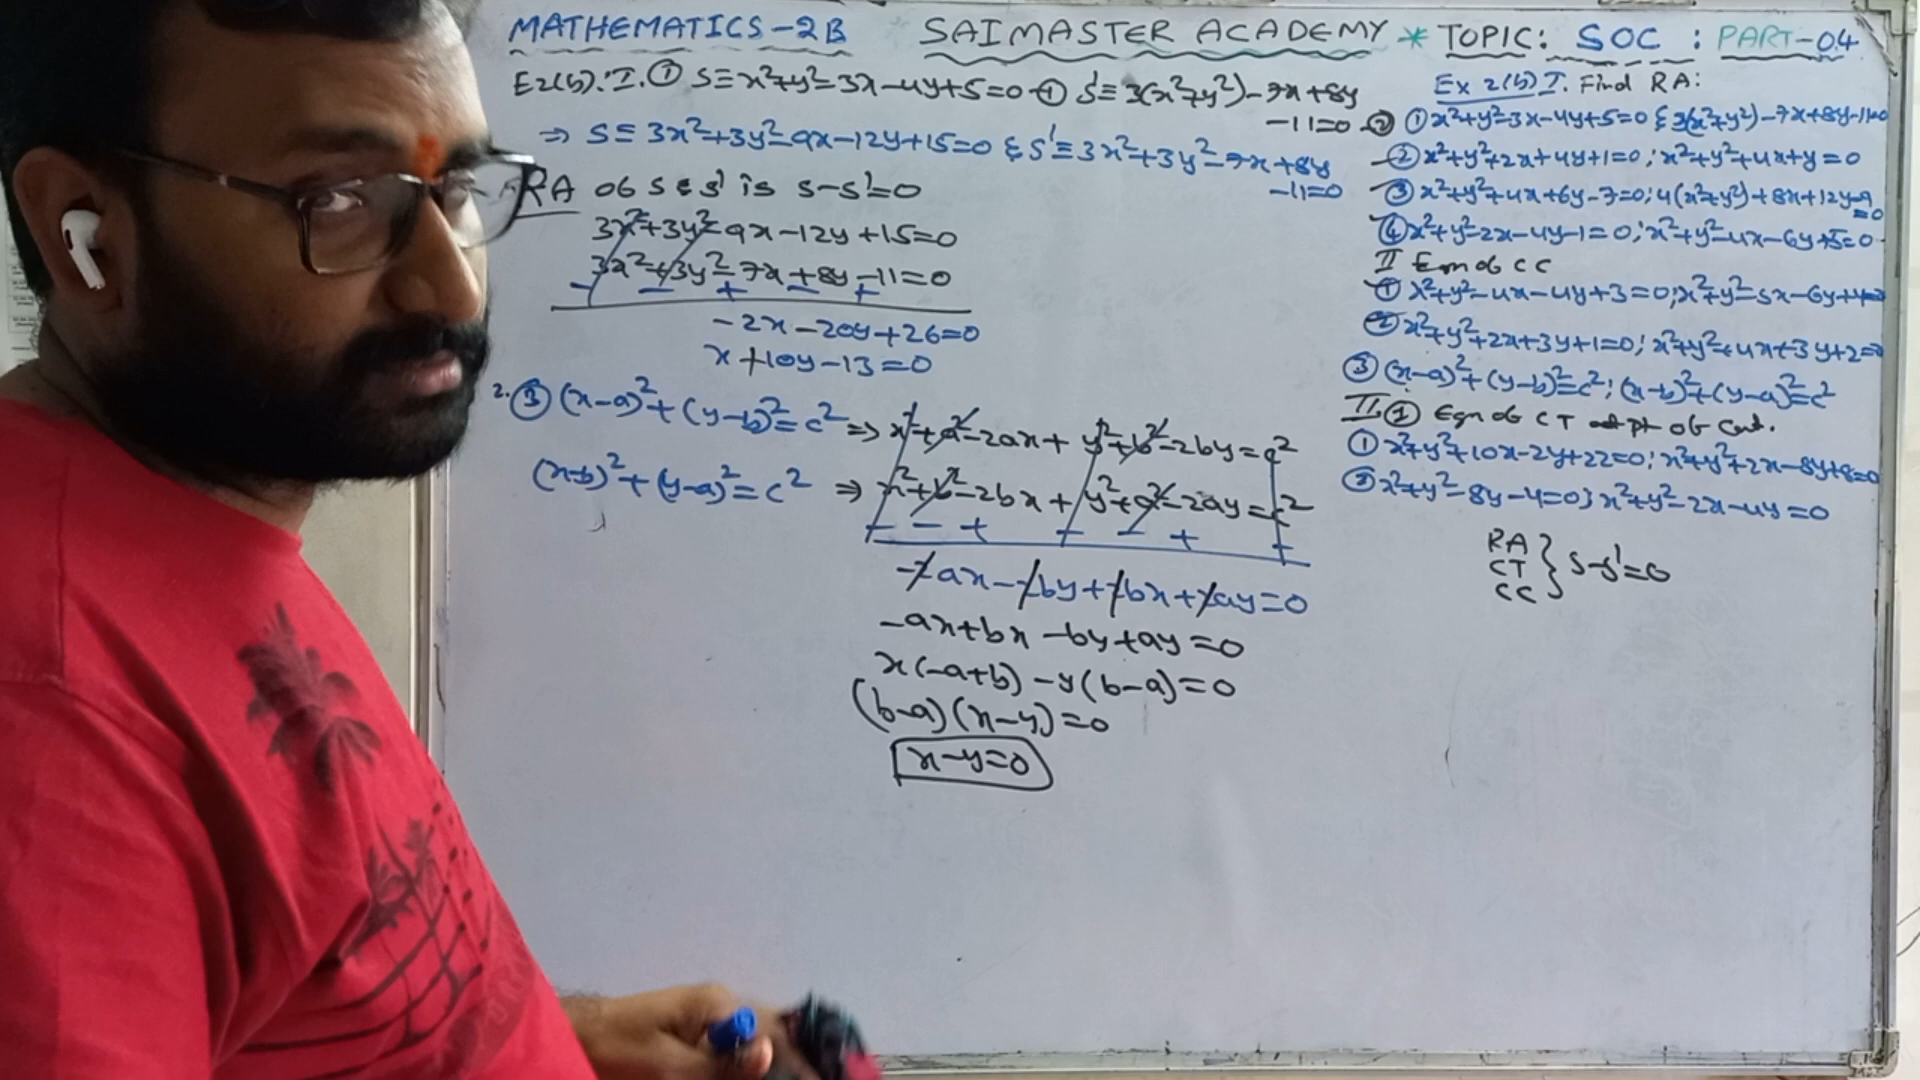 MATHEMATICS-2B SAIMASTER ACADEMY * TOPIC: SOC : PART-04
E2(b). I. ① S≡x²+y²-3x-4y+5=0 → ① S'≡3(x²+y²)-7x+8y
-11=0 → ②
⇒ S≡3x²+3y²-9x-12y+15=0 & S'≡3x²+3y²-7x+8y
-11=0
RA of S & S' is S-S'=0
3x²+3y²-9x-12y+15=0
3x²+3y²-7x+8y-11=0
- - + - +
-2x-20y+26=0
x+10y-13=0
2. ③ (x-a)²+(y-b)²=c² ⇒ x²+a²-2ax+y²+b²-2by=c²
(x-b)²+(y-a)²=c² ⇒ x²+b²-2bx+y²+a²-2ay=c²
- - + - - + -
-2ax-2by+2bx+2ay=0
-ax+bx-by+ay=0
x(-a+b)-y(b-a)=0
(b-a)(x-y)=0
x-y=0
Ex 2(b) I. Find RA:
① x²+y²-3x-4y+5=0 & 3(x²+y²)-7x+8y-11=0
② x²+y²+2x+4y+1=0; x²+y²+4x+y=0
③ x²+y²+4x+6y-7=0; 4(x²+y²)+8x+12y-9
=0
④ x²+y²-2x-4y-1=0; x²+y²-4x-6y+5=0
II Eqn of CC
① x²+y²-4x-4y+3=0; x²+y²-5x-6y+4=0
② x²+y²+2x+3y+1=0; x²+y²+4x+3y+2=0
③ (x-a)²+(y-b)²=c²; (x-b)²+(y-a)²=c²
① Eqn of CT pt of Cont.
① x²+y²+10x-2y+22=0; x²+y²+2x-8y+8=0
② x²+y²-8y-4=0; x²+y²-2x-4y=0
RA
CT } S-S'=0
CC